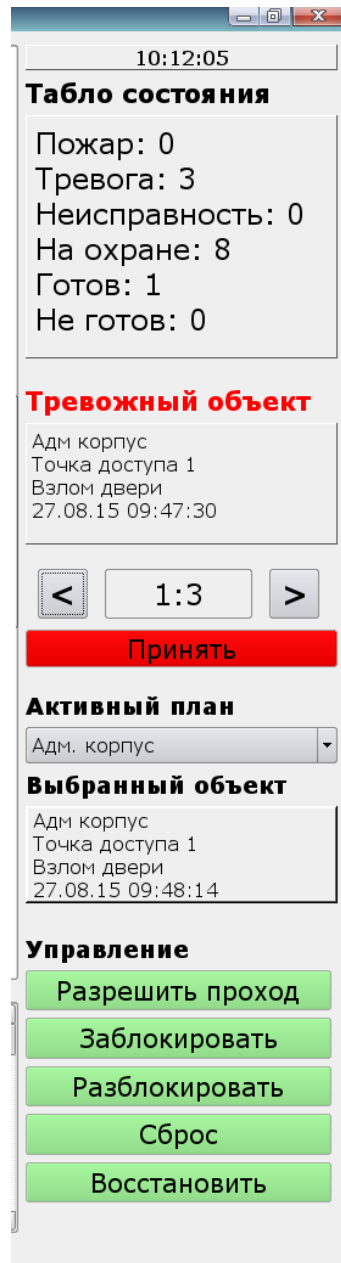 10:12:05
Табло состояния
Пожар: 0
Тревога: 3
Неисправность: 0
На охране: 8
Готов: 1
Не готов: 0
Тревожный объект
Адм корпус
Точка доступа 1
Взлом двери
27.08.15 09:47:30
< 1:3 >
Принять
Активный план
Адм. корпус
Выбранный объект
Адм корпус
Точка доступа 1
Взлом двери
27.08.15 09:48:14
Управление
Разрешить проход
Заблокировать
Разблокировать
Сброс
Восстановить